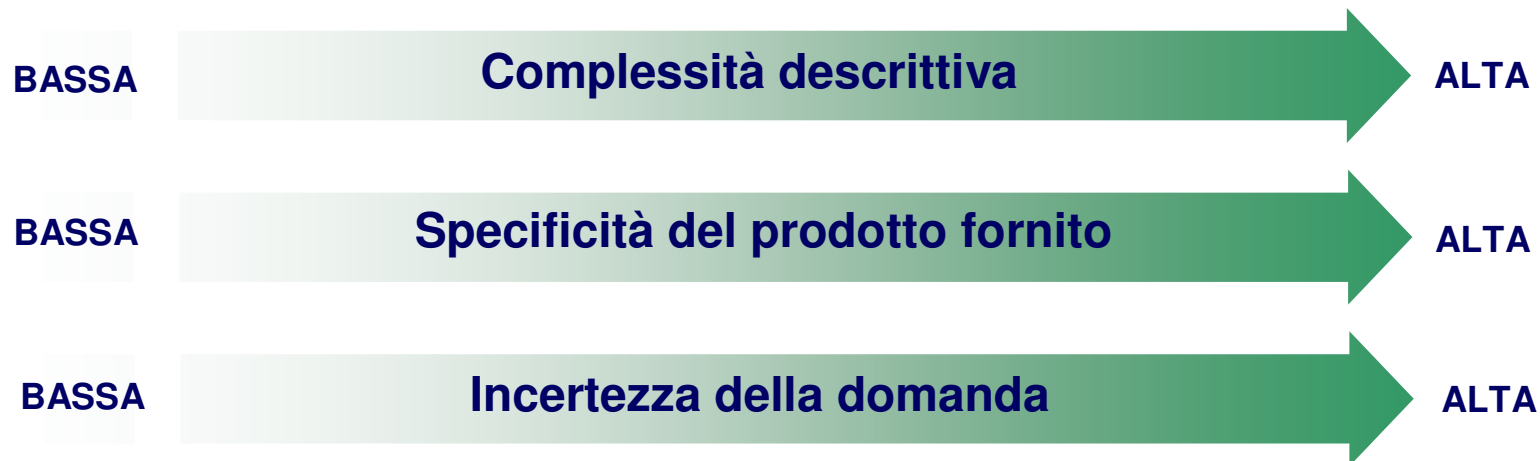 BASSA Complessità descrittiva ALTA
BASSA Specificità del prodotto fornito ALTA
BASSA Incertezza della domanda ALTA